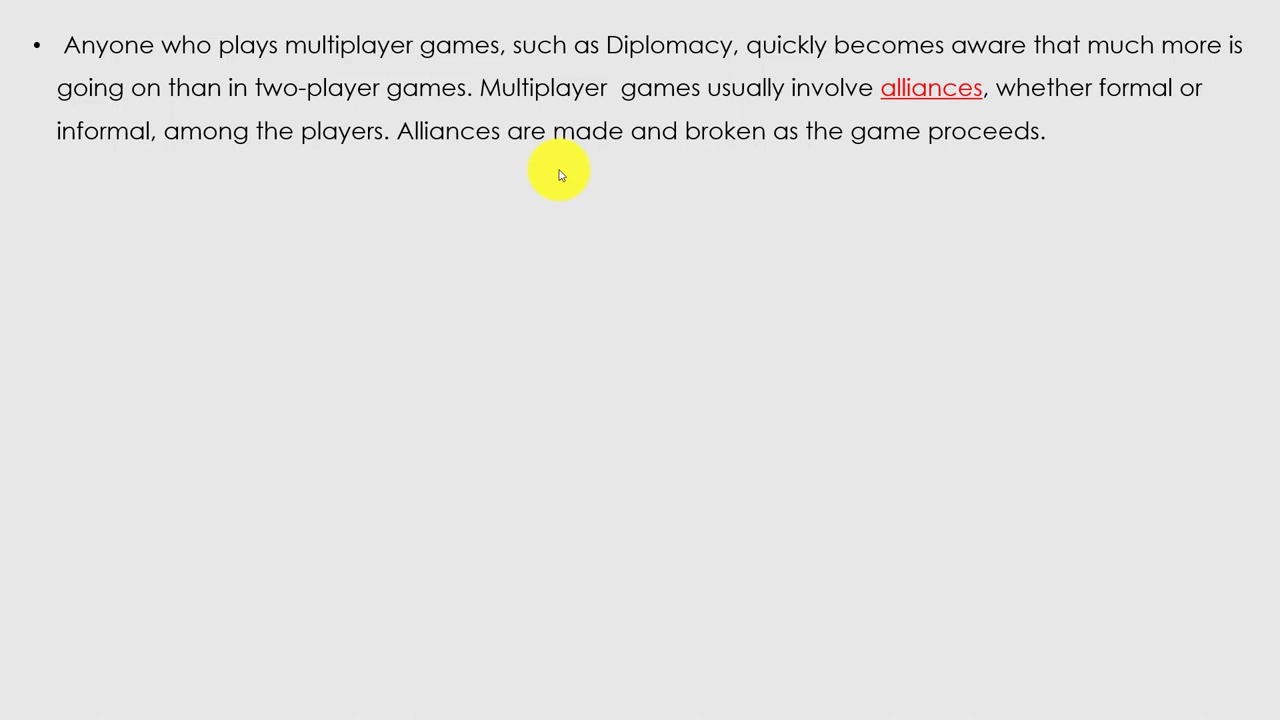 • Anyone who plays multiplayer games, such as Diplomacy, quickly becomes aware that much more is
going on than in two-player games. Multiplayer  games usually involve alliances, whether formal or
informal, among the players. Alliances are made and broken as the game proceeds.